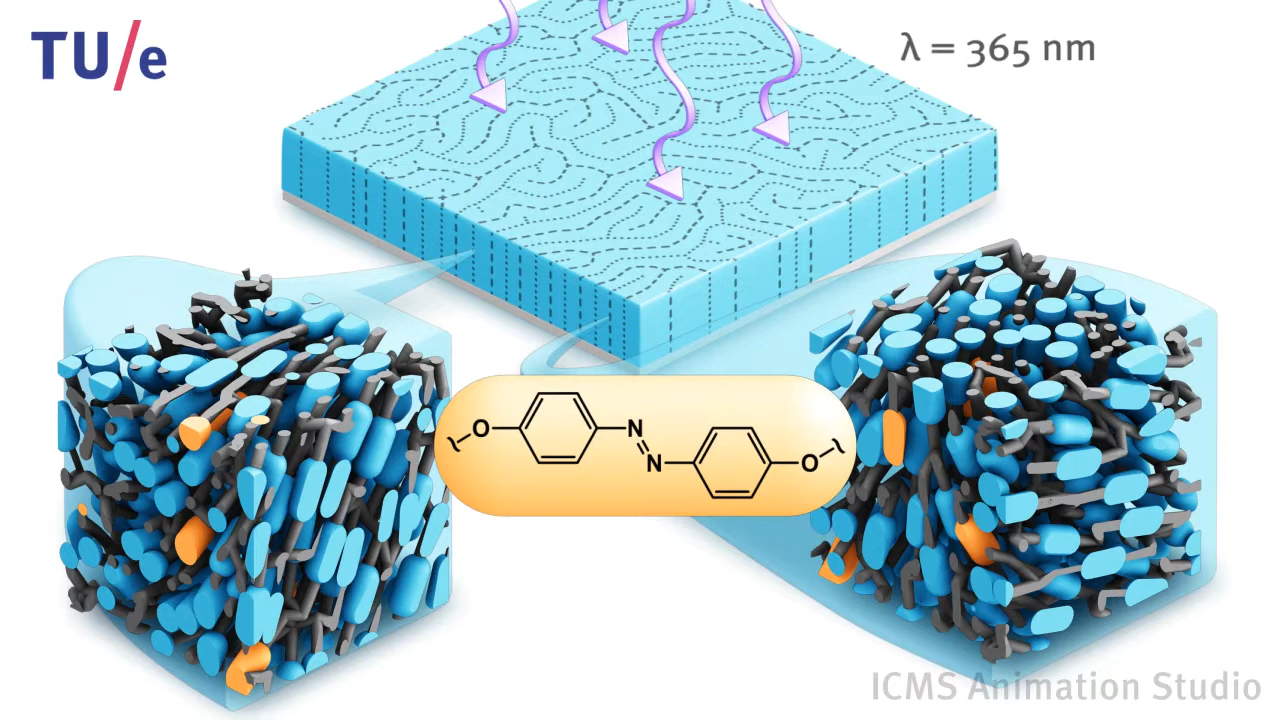 TU/e
λ = 365 nm
O
N
N
O
ICMS Animation Studio